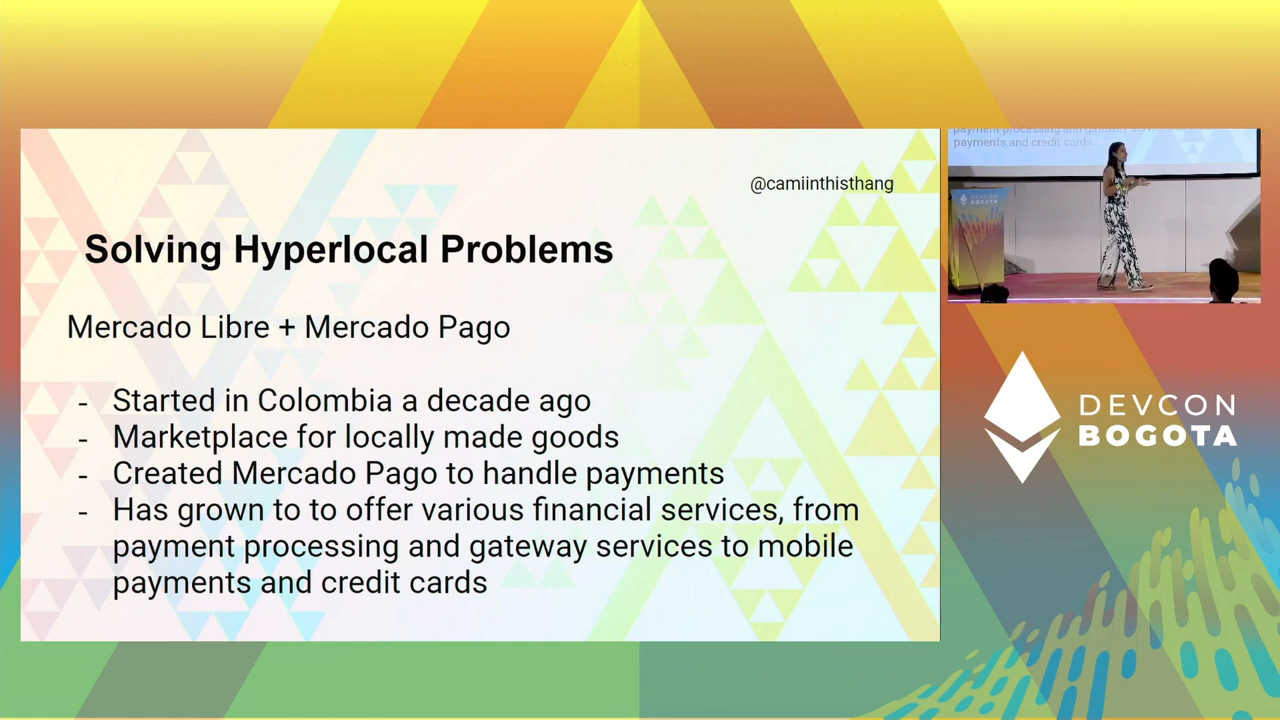 @camiinthisthang
Solving Hyperlocal Problems
Mercado Libre + Mercado Pago
- Started in Colombia a decade ago
- Marketplace for locally made goods
- Created Mercado Pago to handle payments
- Has grown to to offer various financial services, from
payment processing and gateway services to mobile
payments and credit cards
payments and credit cards
DEVCON
BOGOTA
DEVCON
BOGOTA